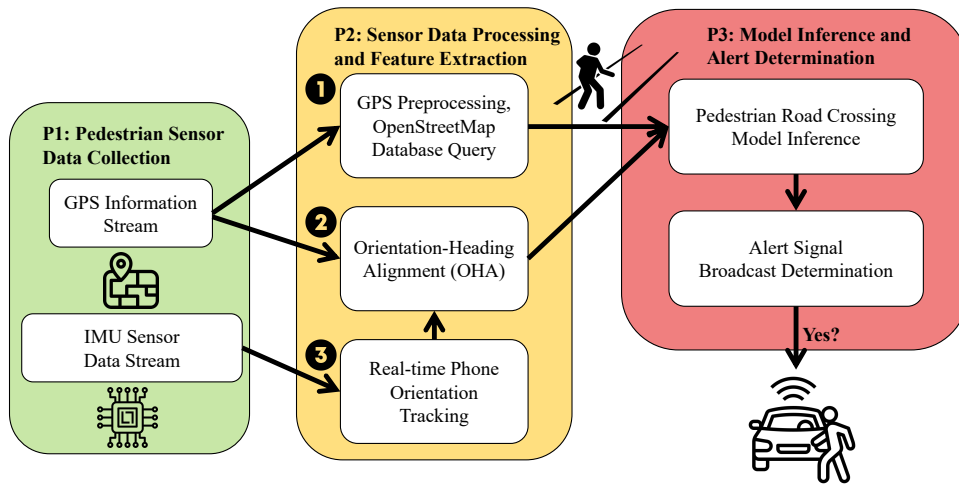 P1: Pedestrian Sensor
Data Collection
GPS Information
Stream
IMU Sensor
Data Stream
P2: Sensor Data Processing
and Feature Extraction
1
GPS Preprocessing,
OpenStreetMap
Database Query
2
Orientation-Heading
Alignment (OHA)
3
Real-time Phone
Orientation
Tracking
P3: Model Inference and
Alert Determination
Pedestrian Road Crossing
Model Inference
Alert Signal
Broadcast Determination
Yes?